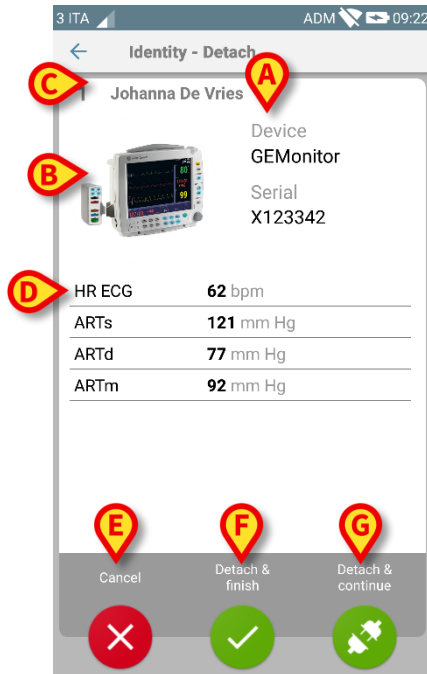 3 ITA ADM 09:22
Identity - Detach
A
C
Johanna De Vries
Device
GEMonitor
B
Serial
X123342
D
HR ECG 62 bpm
ARTs 121 mm Hg
ARTd 77 mm Hg
ARTm 92 mm Hg
E F G
Cancel
Detach &
finish
Detach &
continue